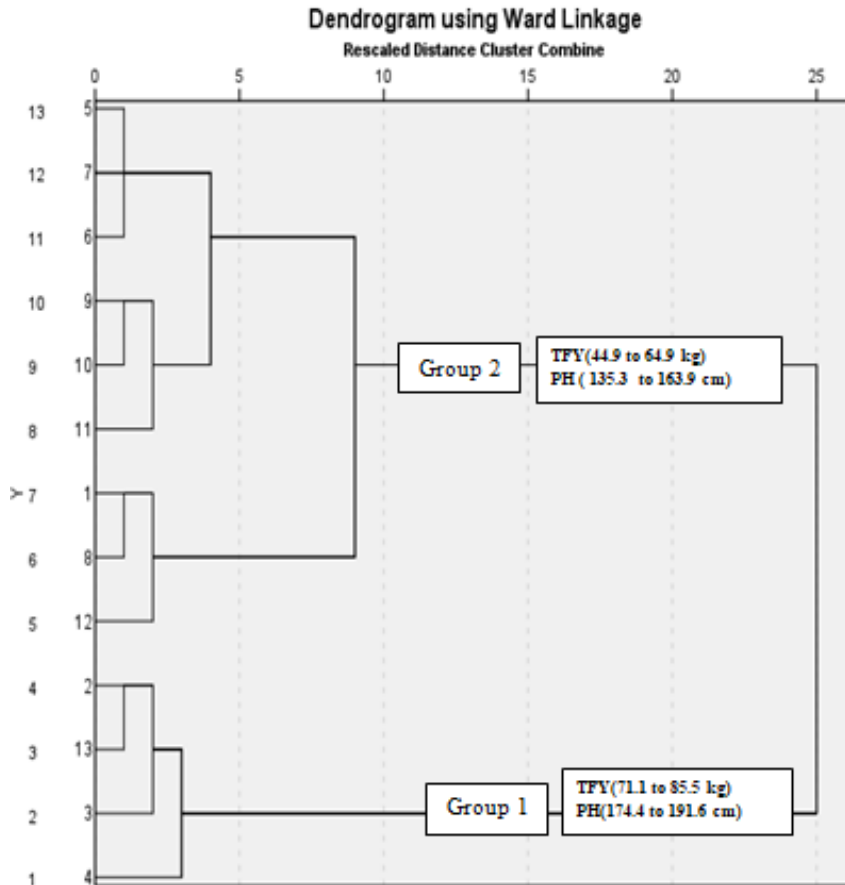 Dendrogram using Ward Linkage
Rescaled Distance Cluster Combine
0 5 10 15 20 25
13 5
12 7
11 6
10 9
9 10
8 11
Group 2
TFY(44.9 to 64.9 kg)
PH ( 135.3 to 163.9 cm)
Y
7 1
6 8
5 12
4 2
3 13
2 3
1 4
Group 1
TFY(71.1 to 85.5 kg)
PH(174.4 to 191.6 cm)